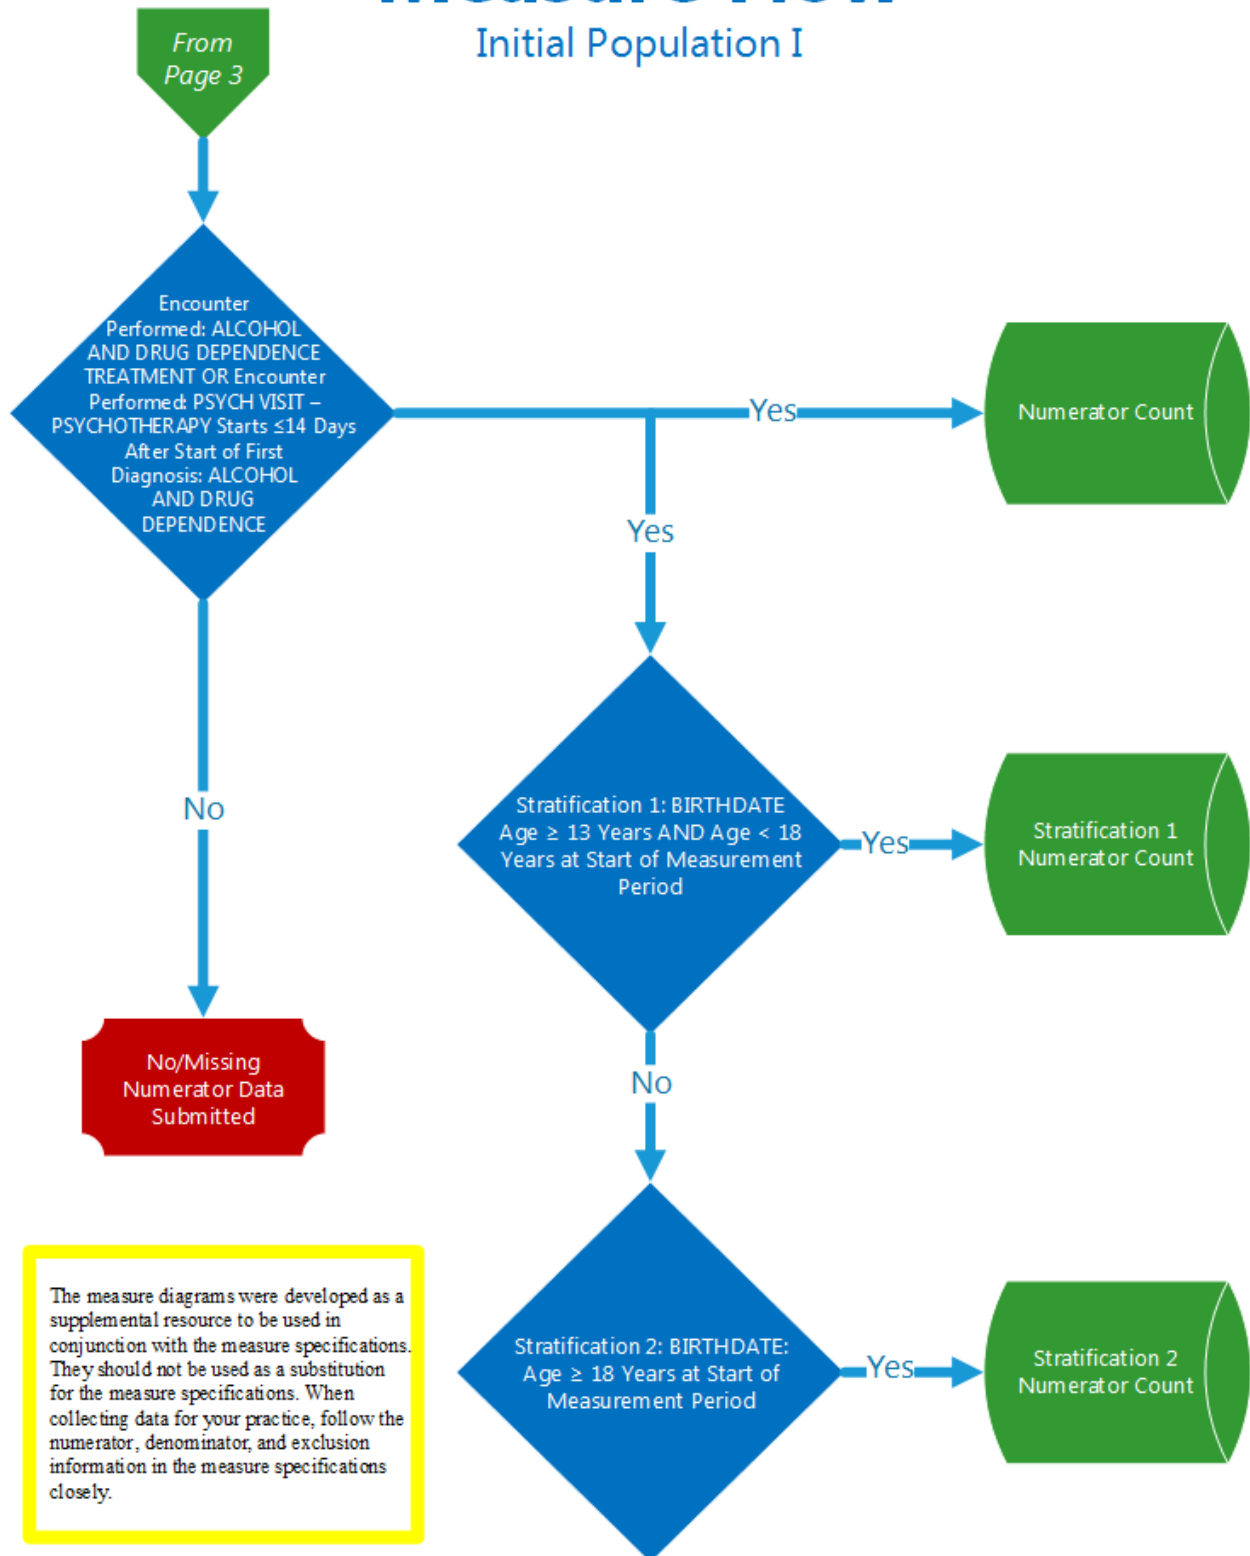 Measure Flow
Initial Population I
From
Page 3
Encounter
Performed: ALCOHOL
AND DRUG DEPENDENCE
TREATMENT OR Encounter
Performed: PSYCH VISIT –
PSYCHOTHERAPY Starts ≤14 Days
After Start of First
Diagnosis: ALCOHOL
AND DRUG
DEPENDENCE
Yes
Numerator Count
Yes
No
Stratification 1: BIRTHDATE
Age ≥ 13 Years AND Age < 18
Years at Start of Measurement
Period
Yes
Stratification 1
Numerator Count
No/Missing
Numerator Data
Submitted
No
Stratification 2: BIRTHDATE:
Age ≥ 18 Years at Start of
Measurement Period
Yes
Stratification 2
Numerator Count
The measure diagrams were developed as a
supplemental resource to be used in
conjunction with the measure specifications.
They should not be used as a substitution
for the measure specifications. When
collecting data for your practice, follow the
numerator, denominator, and exclusion
information in the measure specifications
closely.